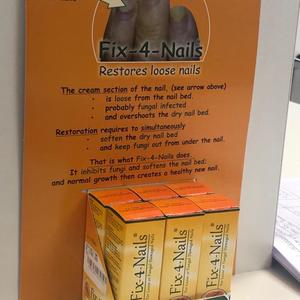 Fix-4-Nails
Restores loose nails
The cream section of the nail, (see arrow above)
· is loose from the nail bed,
· probably fungal infected
· and overshoots the dry nail bed.
Restoration requires to simultaneously
· soften the dry nail bed
· and keep fungi out from under the nail.
That is what Fix-4-Nails does.
It inhibits fungi and softens the nail bed;
and normal growth then creates a healthy new nail.
Fix-4-Nails®
Fix-4-Nails®
Fix-4-Nails®